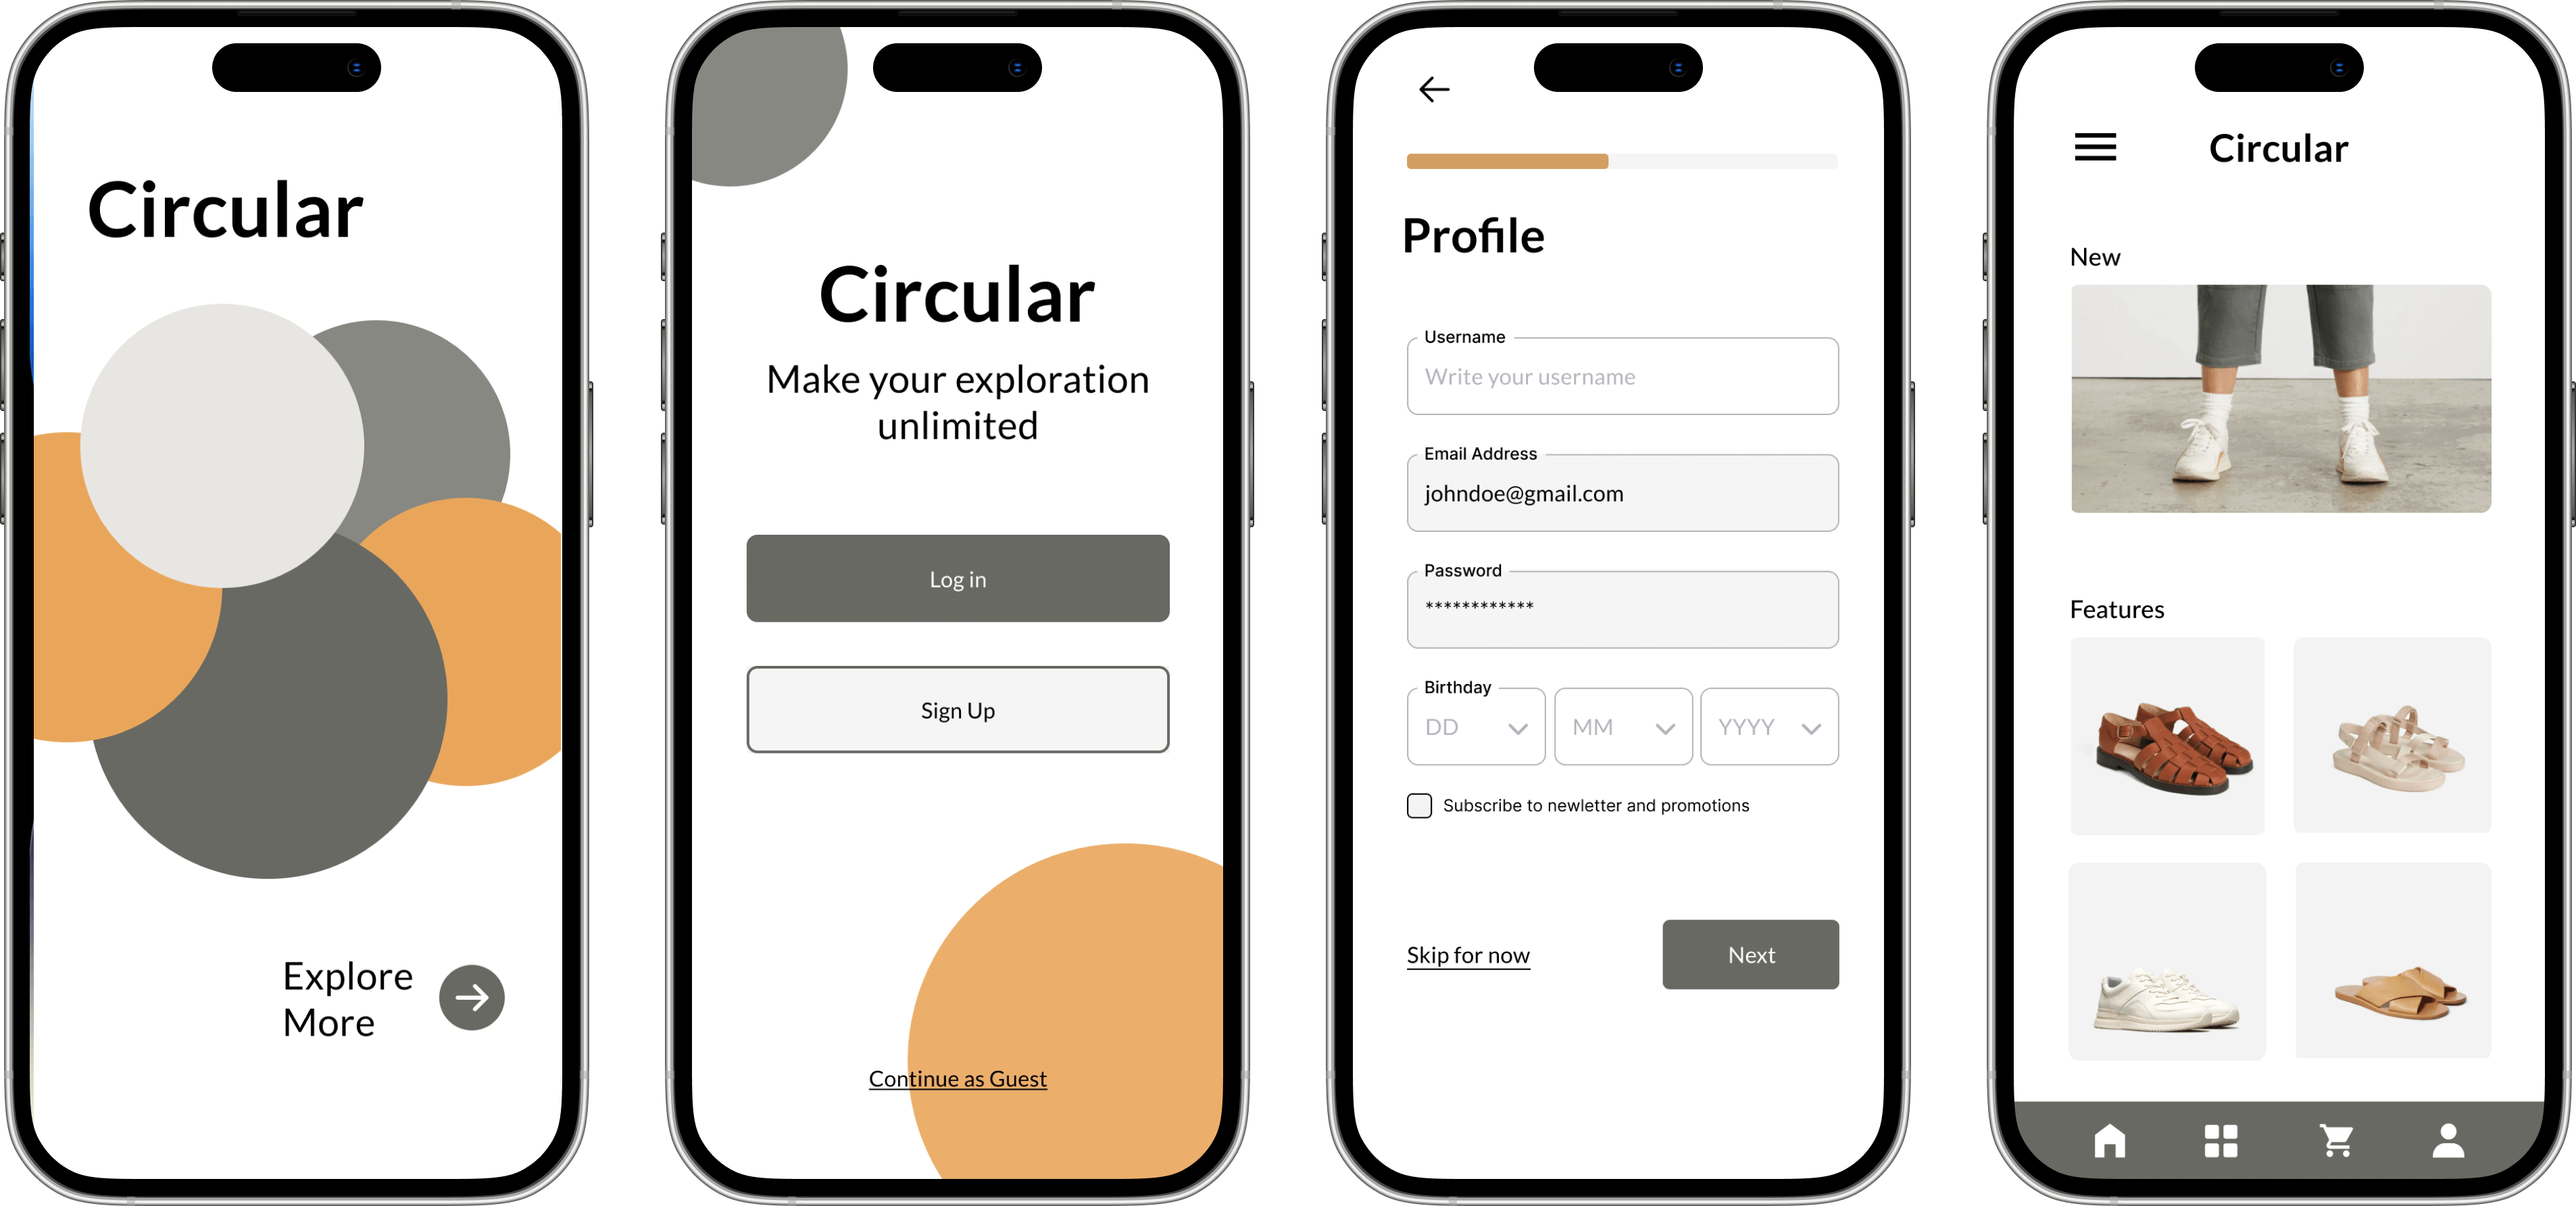 Circular
Explore
More
Circular
Make your exploration
unlimited
Log in
Sign Up
Continue as Guest
Profile
Username
Write your username
Email Address
johndoe@gmail.com
Password
************
Birthday
DD MM YYYY
Subscribe to newletter and promotions
Skip for now
Next
Circular
New
Features